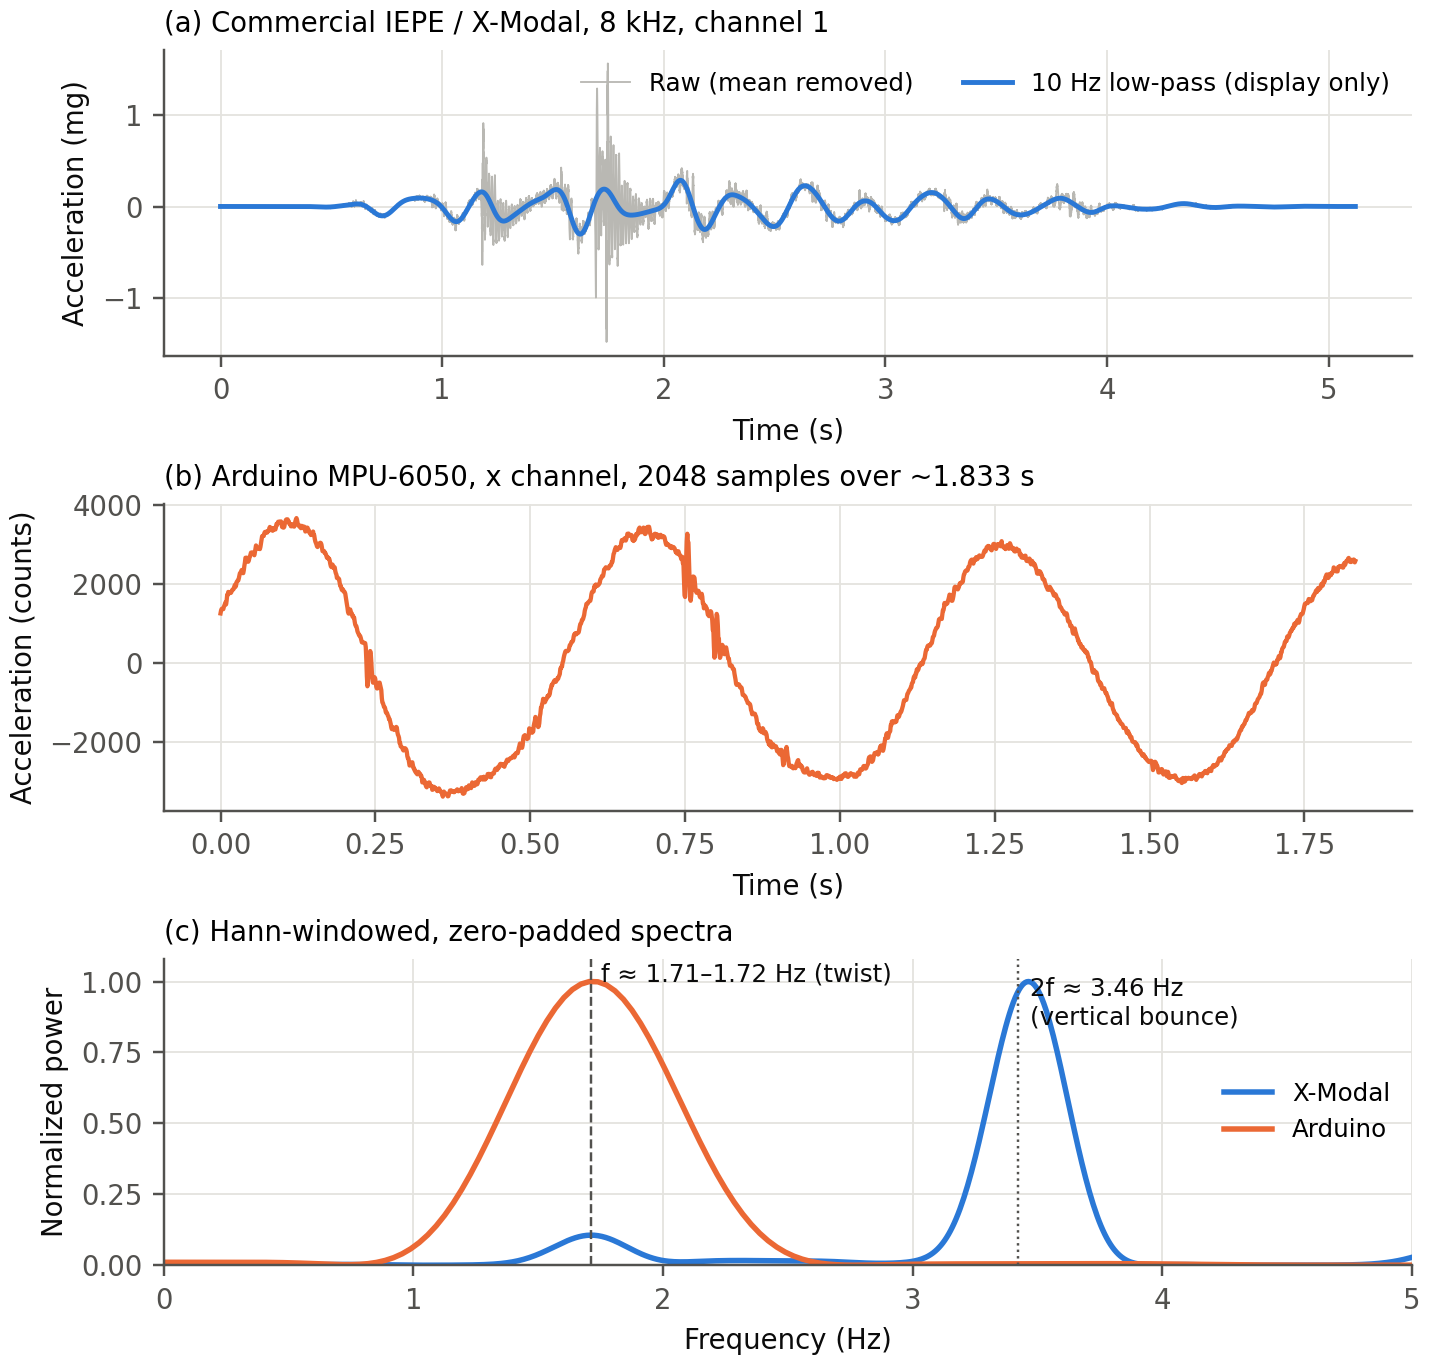 (a) Commercial IEPE / X-Modal, 8 kHz, channel 1
Raw (mean removed)
10 Hz low-pass (display only)
Acceleration (mg)
1
0
−1
0 1 2 3 4 5
Time (s)
(b) Arduino MPU-6050, x channel, 2048 samples over ~1.833 s
Acceleration (counts)
4000
2000
0
−2000
0.00 0.25 0.50 0.75 1.00 1.25 1.50 1.75
Time (s)
(c) Hann-windowed, zero-padded spectra
Normalized power
1.00
0.75
0.50
0.25
0.00
f ≈ 1.71–1.72 Hz (twist)
2f ≈ 3.46 Hz
(vertical bounce)
X-Modal
Arduino
0 1 2 3 4 5
Frequency (Hz)